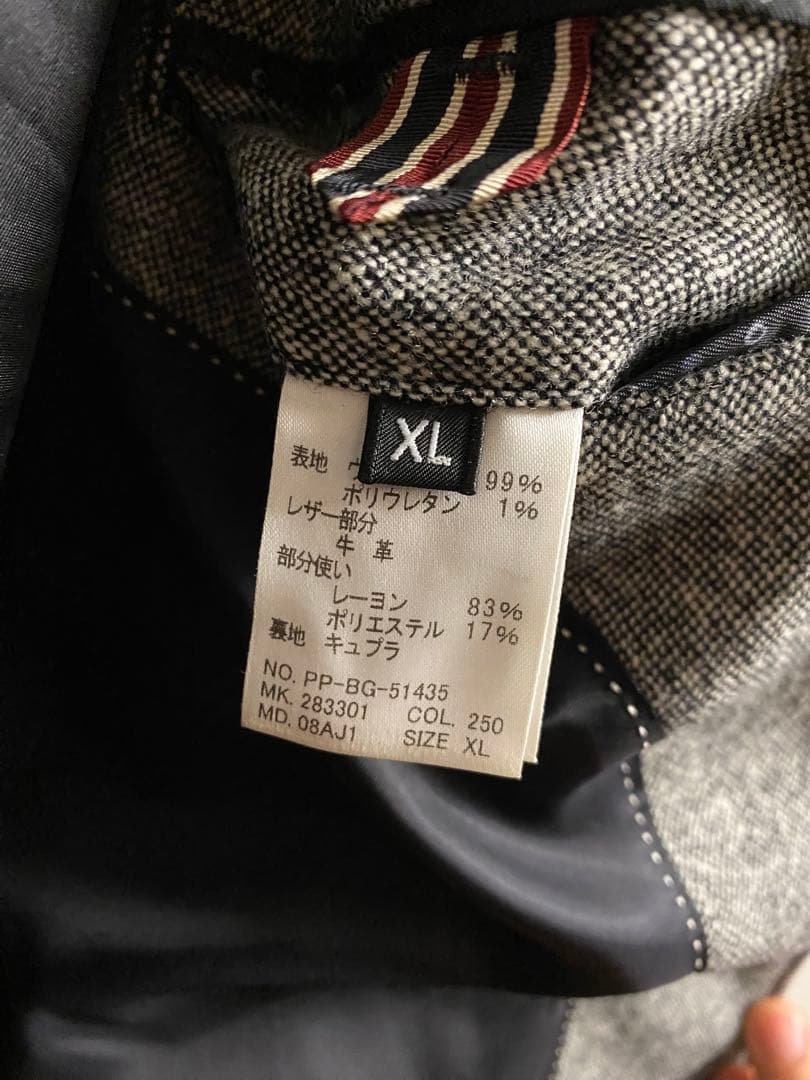 XL
表地 99%
ポリウレタン 1%
レザー部分
牛 革
部分使い
レーヨン 83%
ポリエステル 17%
裏地 キュプラ
NO. PP-BG-51435
MK. 283301 COL. 250
MD. 08AJ1 SIZE XL